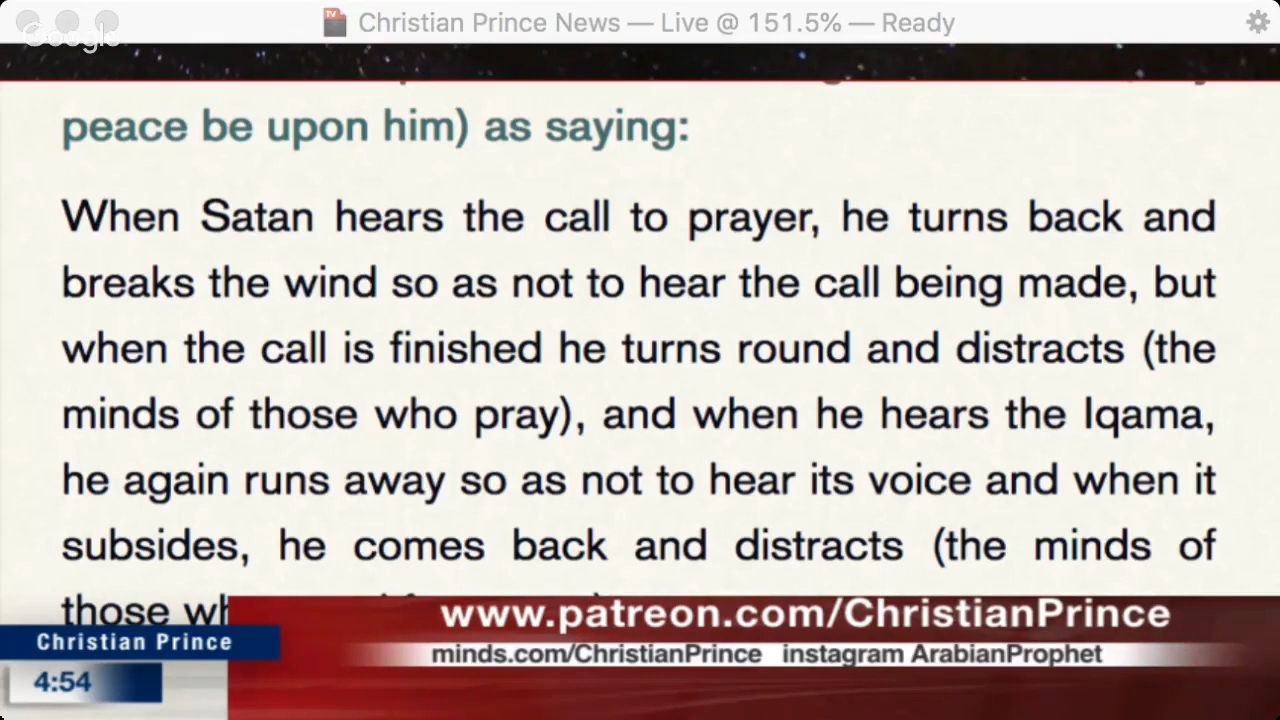 Christian Prince News — Live @ 151.5% — Ready
Google
peace be upon him) as saying:
When Satan hears the call to prayer, he turns back and
breaks the wind so as not to hear the call being made, but
when the call is finished he turns round and distracts (the
minds of those who pray), and when he hears the Iqama,
he again runs away so as not to hear its voice and when it
subsides, he comes back and distracts (the minds of
those
www.patreon.com/ChristianPrince
Christian Prince
minds.com/ChristianPrince instagram ArabianProphet
4:54